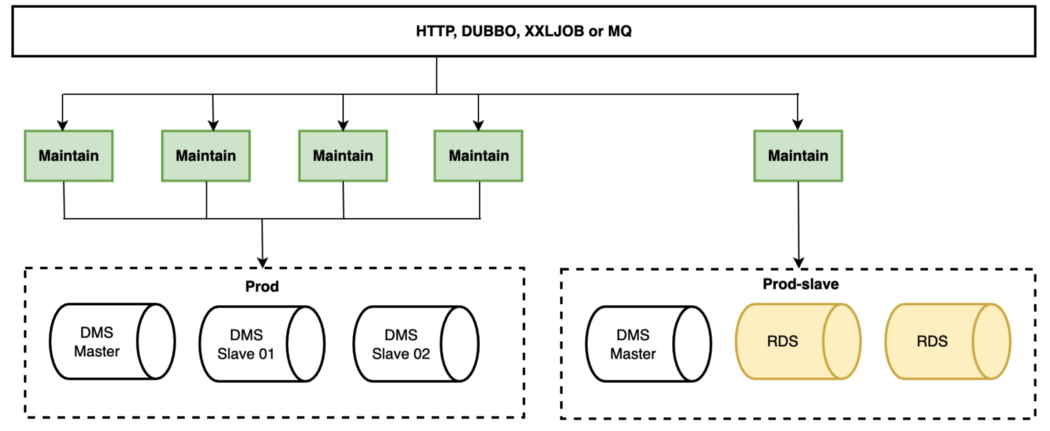 HTTP, DUBBO, XXLJOB or MQ
Maintain
Maintain
Maintain
Maintain
Maintain
Prod
DMS
Master
DMS
Slave 01
DMS
Slave 02
Prod-slave
DMS
Master
RDS
RDS